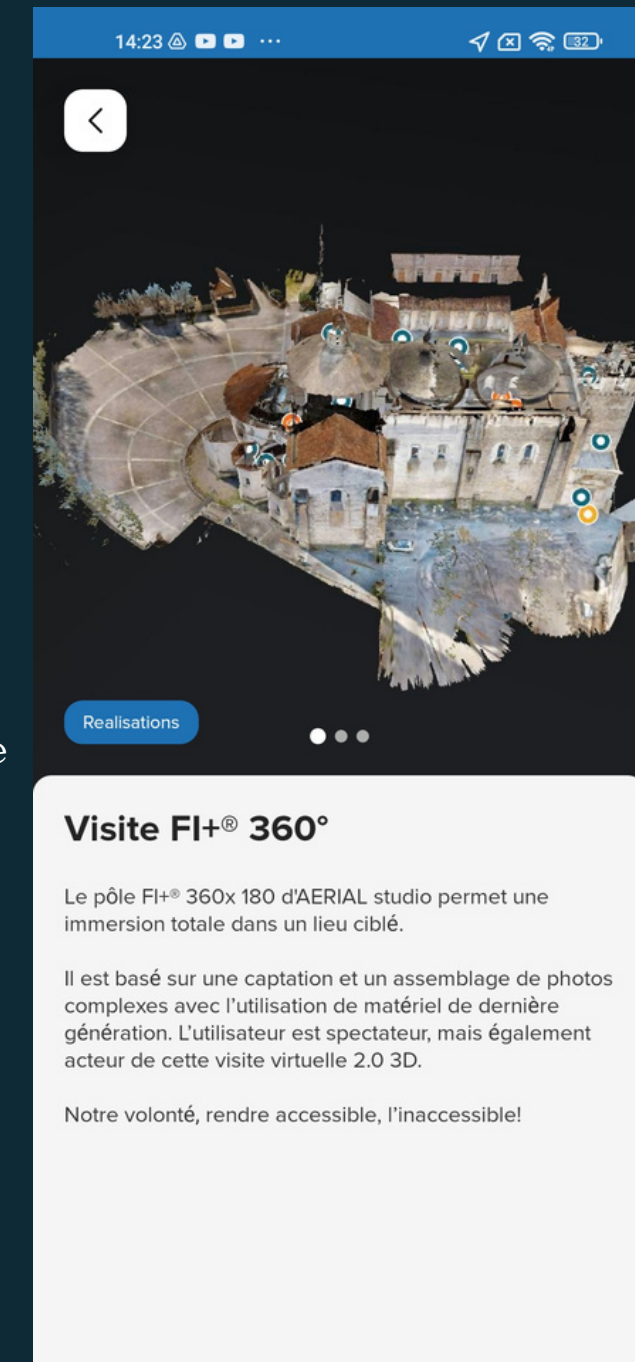 14:23
32
Realisations
e
Visite FI+® 360°
Le pôle FI+® 360x 180 d'AERIAL studio permet une
immersion totale dans un lieu ciblé.
Il est basé sur une captation et un assemblage de photos
complexes avec l'utilisation de matériel de dernière
génération. L'utilisateur est spectateur, mais également
acteur de cette visite virtuelle 2.0 3D.
Notre volonté, rendre accessible, l'inaccessible!